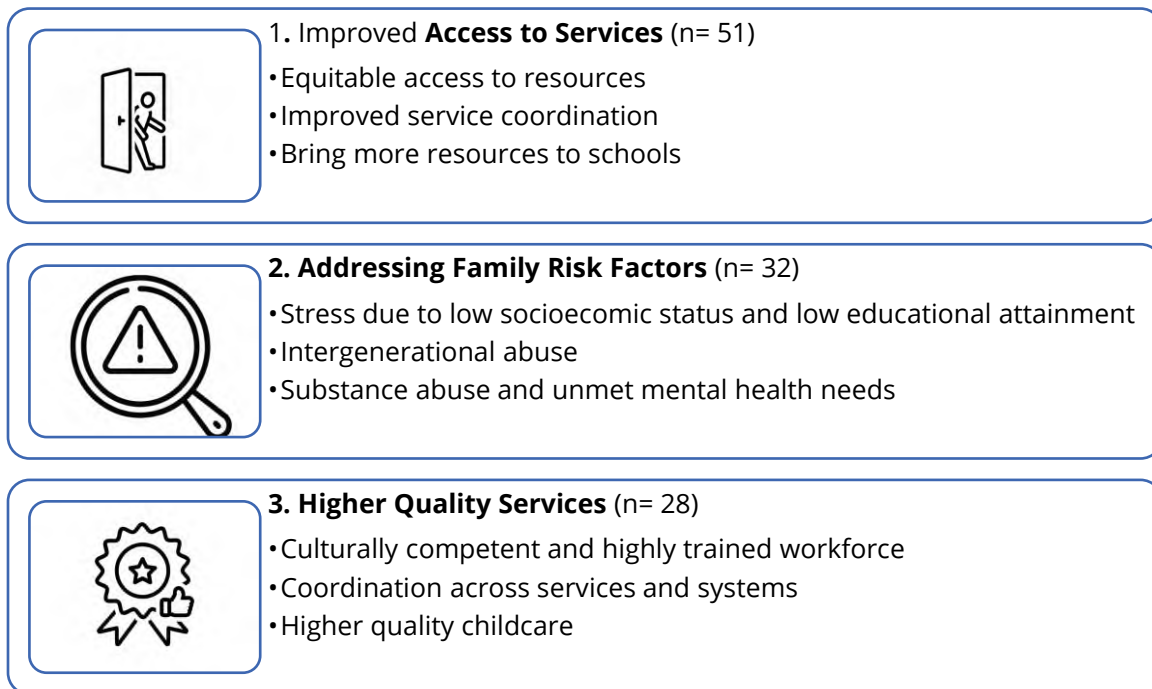 1. Improved Access to Services (n= 51)
•Equitable access to resources
•Improved service coordination
•Bring more resources to schools
2. Addressing Family Risk Factors (n= 32)
•Stress due to low socioecomic status and low educational attainment
•Intergenerational abuse
•Substance abuse and unmet mental health needs
3. Higher Quality Services (n= 28)
•Culturally competent and highly trained workforce
•Coordination across services and systems
•Higher quality childcare